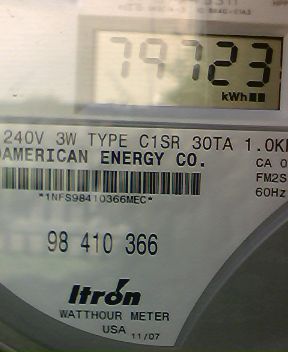 79723
kWh
240V 3W TYPE C1SR 30TA 1.0K
AMERICAN ENERGY CO.
CA 0
FM2S
60Hz
*1NFS98410366MEC*
98 410 366
Itron
WATTHOUR METER
USA 11/07